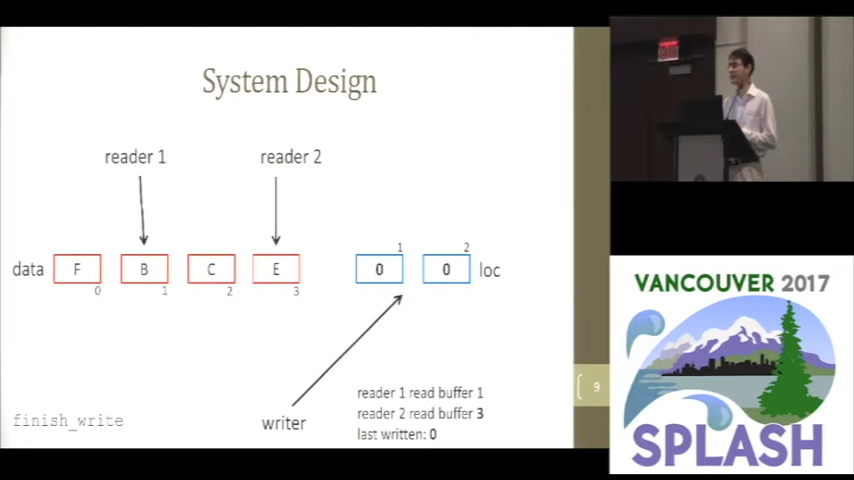 System Design
reader 1
reader 2
data
F
B
C
E
0
1
2
3
1
2
0
0
loc
writer
reader 1 read buffer 1
reader 2 read buffer 3
last written: 0
finish_write
9
VANCOUVER 2017
SPLASH